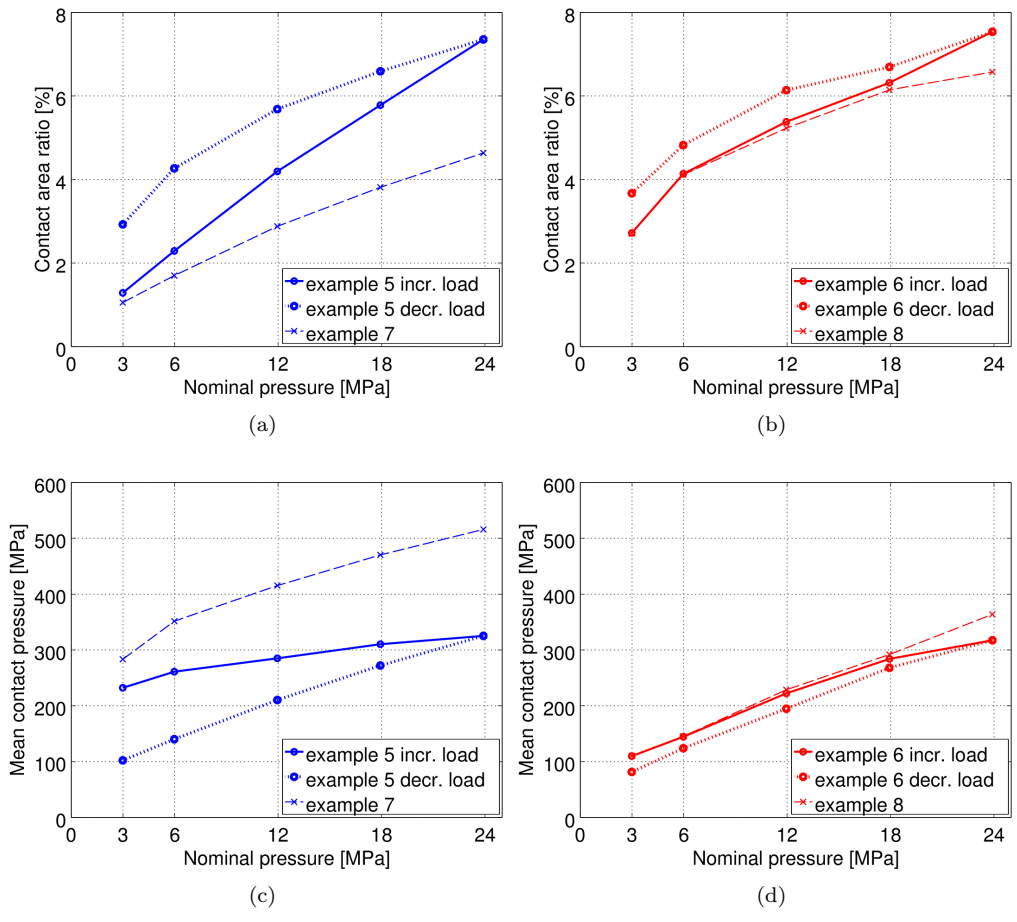 8
6
4
2
0
Contact area ratio [%]
example 5 incr. load
example 5 decr. load
example 7
0 3 6 12 18 24
Nominal pressure [MPa]
(a)
8
6
4
2
0
Contact area ratio [%]
example 6 incr. load
example 6 decr. load
example 8
0 3 6 12 18 24
Nominal pressure [MPa]
(b)
600
500
400
300
200
100
0
Mean contact pressure [MPa]
example 5 incr. load
example 5 decr. load
example 7
0 3 6 12 18 24
Nominal pressure [MPa]
(c)
600
500
400
300
200
100
0
Mean contact pressure [MPa]
example 6 incr. load
example 6 decr. load
example 8
0 3 6 12 18 24
Nominal pressure [MPa]
(d)